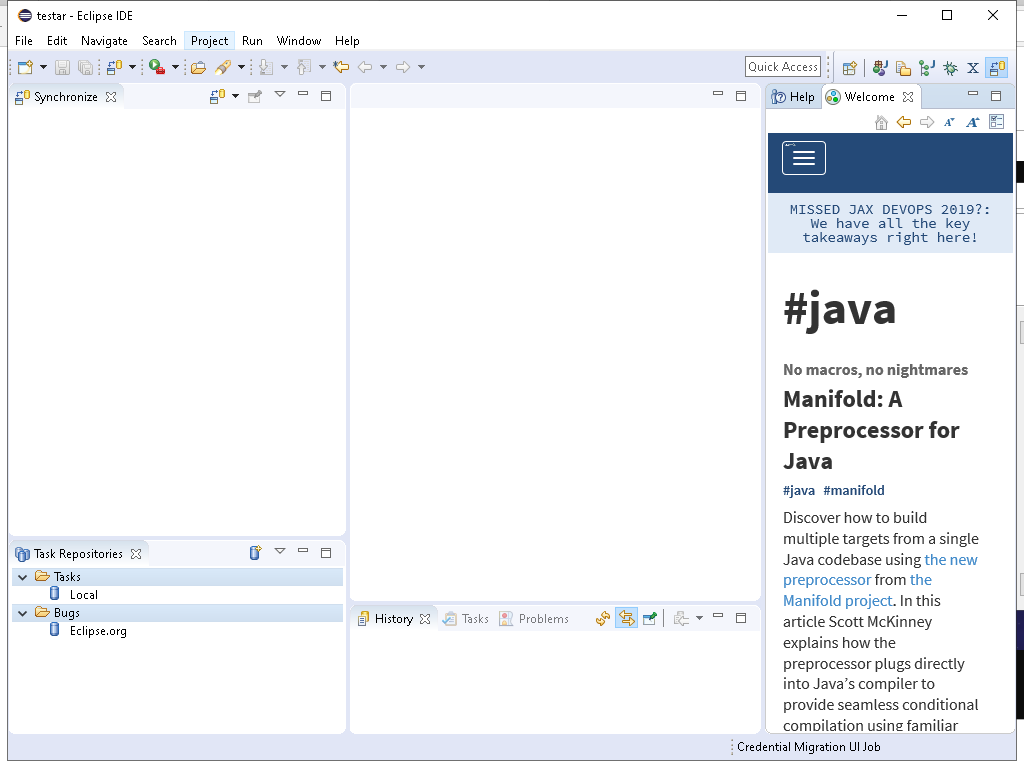 testar - Eclipse IDE
File Edit Navigate Search Project Run Window Help
Quick Access
Synchronize
Help Welcome
MISSED JAX DEVOPS 2019?:
We have all the key
takeaways right here!
#java
No macros, no nightmares
Manifold: A
Preprocessor for
Java
#java #manifold
Discover how to build
multiple targets from a single
Java codebase using the new
preprocessor from the
Manifold project. In this
article Scott McKinney
explains how the
preprocessor plugs directly
into Java’s compiler to
provide seamless conditional
compilation using familiar
Task Repositories
Tasks
Local
Bugs
Eclipse.org
History Tasks Problems
Credential Migration UI Job